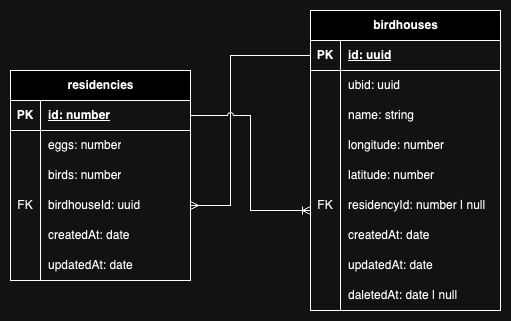 birdhouses
PK id: uuid
ubid: uuid
name: string
longitude: number
latitude: number
FK residencyId: number | null
createdAt: date
updatedAt: date
daletedAt: date | null
residencies
PK id: number
eggs: number
birds: number
FK birdhouseId: uuid
createdAt: date
updatedAt: date